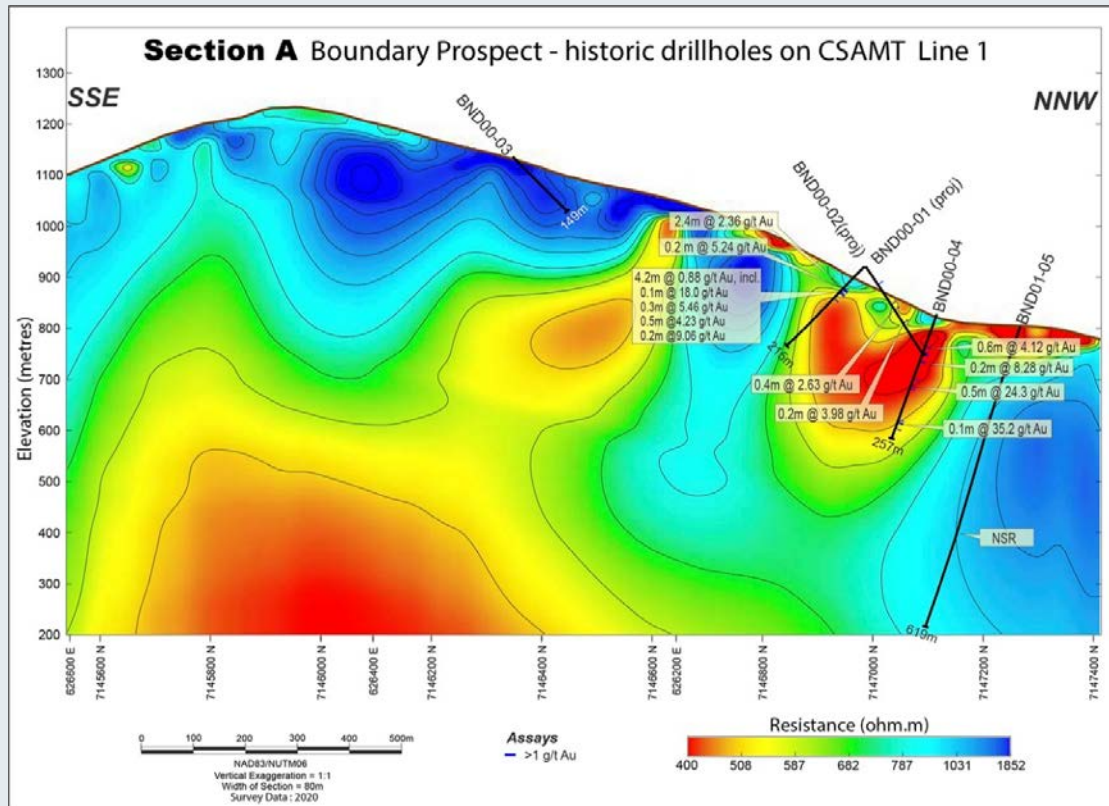 Section A Boundary Prospect - historic drillholes on CSAMT Line 1
SSE
NNW
Elevation (metres)
1300
1200
1100
1000
900
800
700
600
500
400
300
200
BND00-03
149m
BND00-02(proj)
BND00-01 (proj)
BND00-04
BND01-05
2.4m @ 2.36 g/t Au
0.2 m @ 5.24 g/t Au
4.2m @ 0.88 g/t Au, incl.
0.1m @ 18.0 g/t Au
0.3m @ 5.46 g/t Au
0.5m @4.23 g/t Au
0.2m @9.06 g/t Au
216m
0.4m @ 2.63 g/t Au
0.2m @ 3.98 g/t Au
0.6m @ 4.12 g/t Au
0.2m @ 8.28 g/t Au
0.5m @ 24.3 g/t Au
0.1m @ 35.2 g/t Au
257m
NSR
619m
626600 E
7145600 N
7145800 N
7146000 N
626400 E
7146200 N
7146400 N
7146600 N
626200 E
7146800 N
7147000 N
7147200 N
7147400 N
0 100 200 300 400 500m
NAD83/NUTM06
Vertical Exaggeration = 1:1
Width of Section = 80m
Survey Data : 2020
Assays
>1 g/t Au
Resistance (ohm.m)
400 508 587 682 787 1031 1852